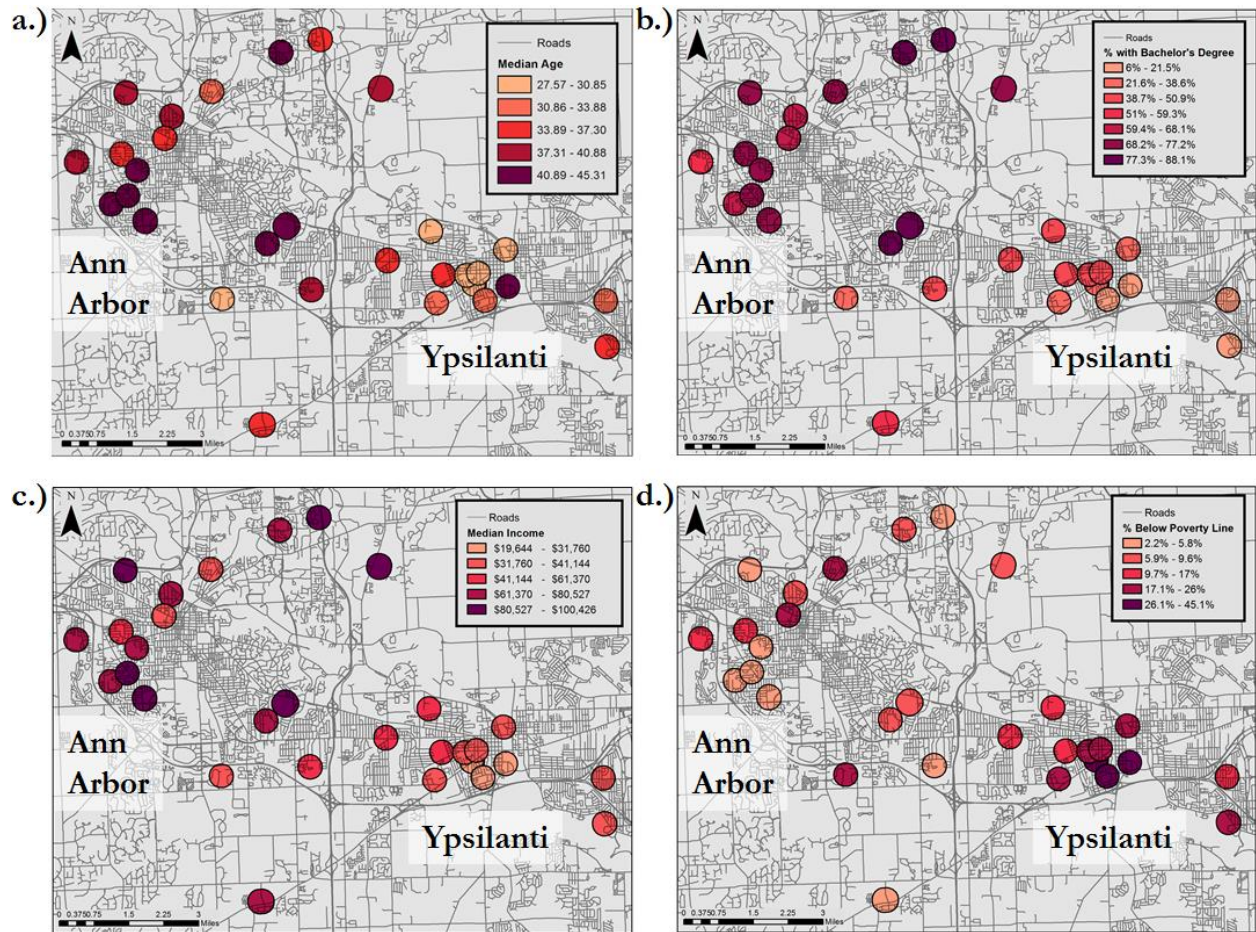 a.)
N
Roads
Median Age
27.57 - 30.85
30.86 - 33.88
33.89 - 37.30
37.31 - 40.88
40.89 - 45.31
Ann
Arbor
Ypsilanti
0 0.375 0.75 1.5 2.25 3
Miles
b.)
N
Roads
% with Bachelor's Degree
6% - 21.5%
21.6% - 38.6%
38.7% - 50.9%
51% - 59.3%
59.4% - 68.1%
68.2% - 77.2%
77.3% - 88.1%
Ann
Arbor
Ypsilanti
0 0.375 0.75 1.5 2.25 3
Miles
c.)
N
Roads
Median Income
$19,644 - $31,760
$31,760 - $41,144
$41,144 - $61,370
$61,370 - $80,527
$80,527 - $100,426
Ann
Arbor
Ypsilanti
0 0.375 0.75 1.5 2.25 3
Miles
d.)
N
Roads
% Below Poverty Line
2.2% - 5.8%
5.9% - 9.6%
9.7% - 17%
17.1% - 26%
26.1% - 45.1%
Ann
Arbor
Ypsilanti
0 0.375 0.75 1.5 2.25 3
Miles